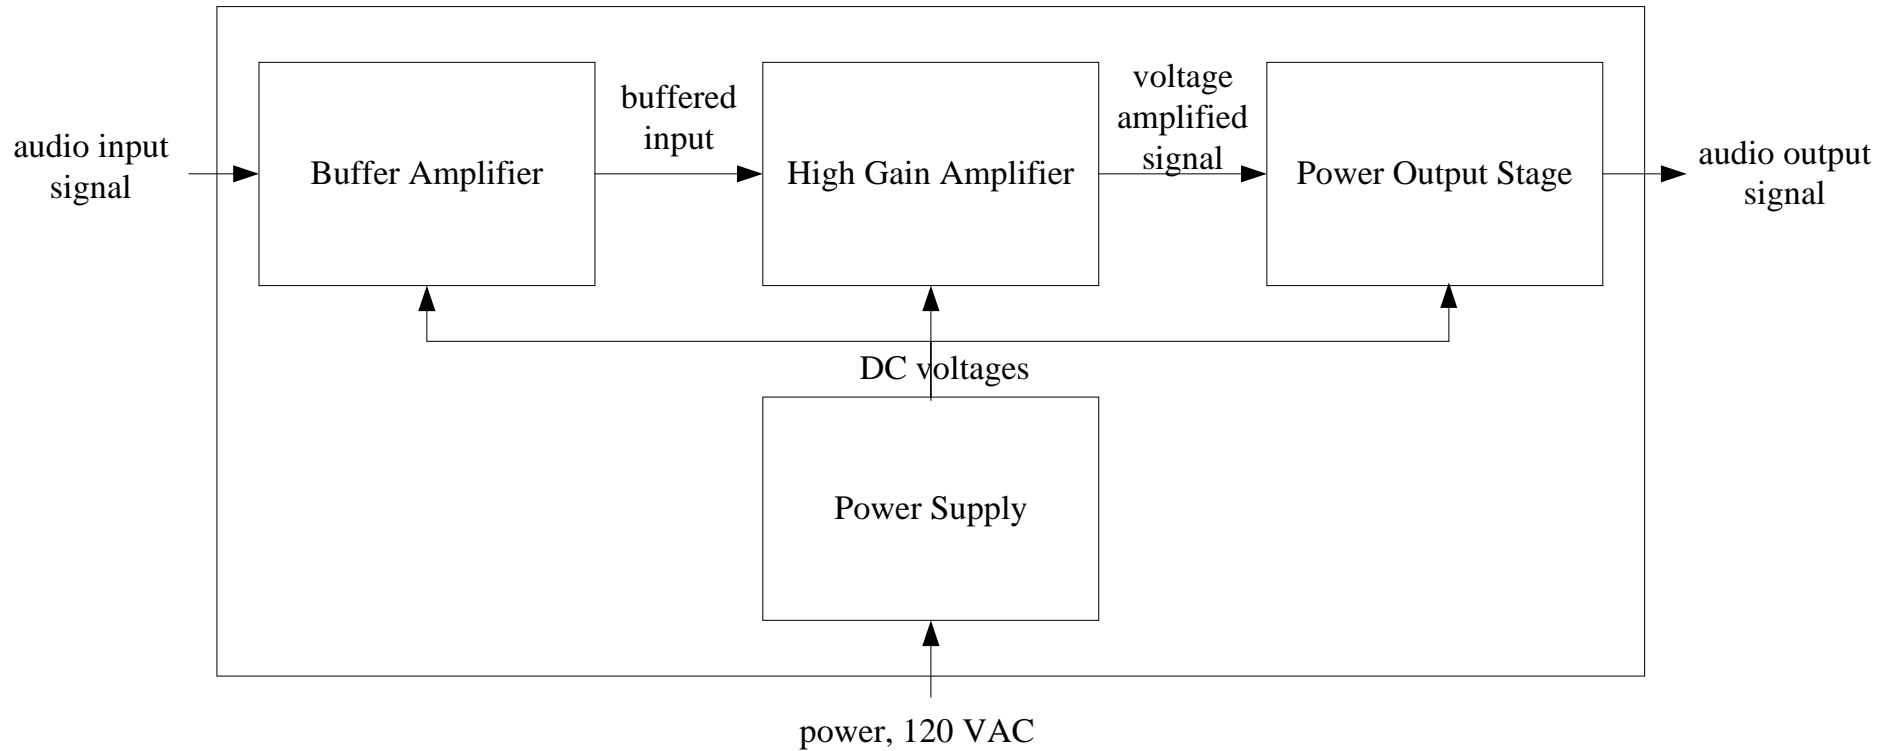 audio input
signal
Buffer Amplifier
buffered
input
High Gain Amplifier
voltage
amplified
signal
Power Output Stage
audio output
signal
DC voltages
Power Supply
power, 120 VAC